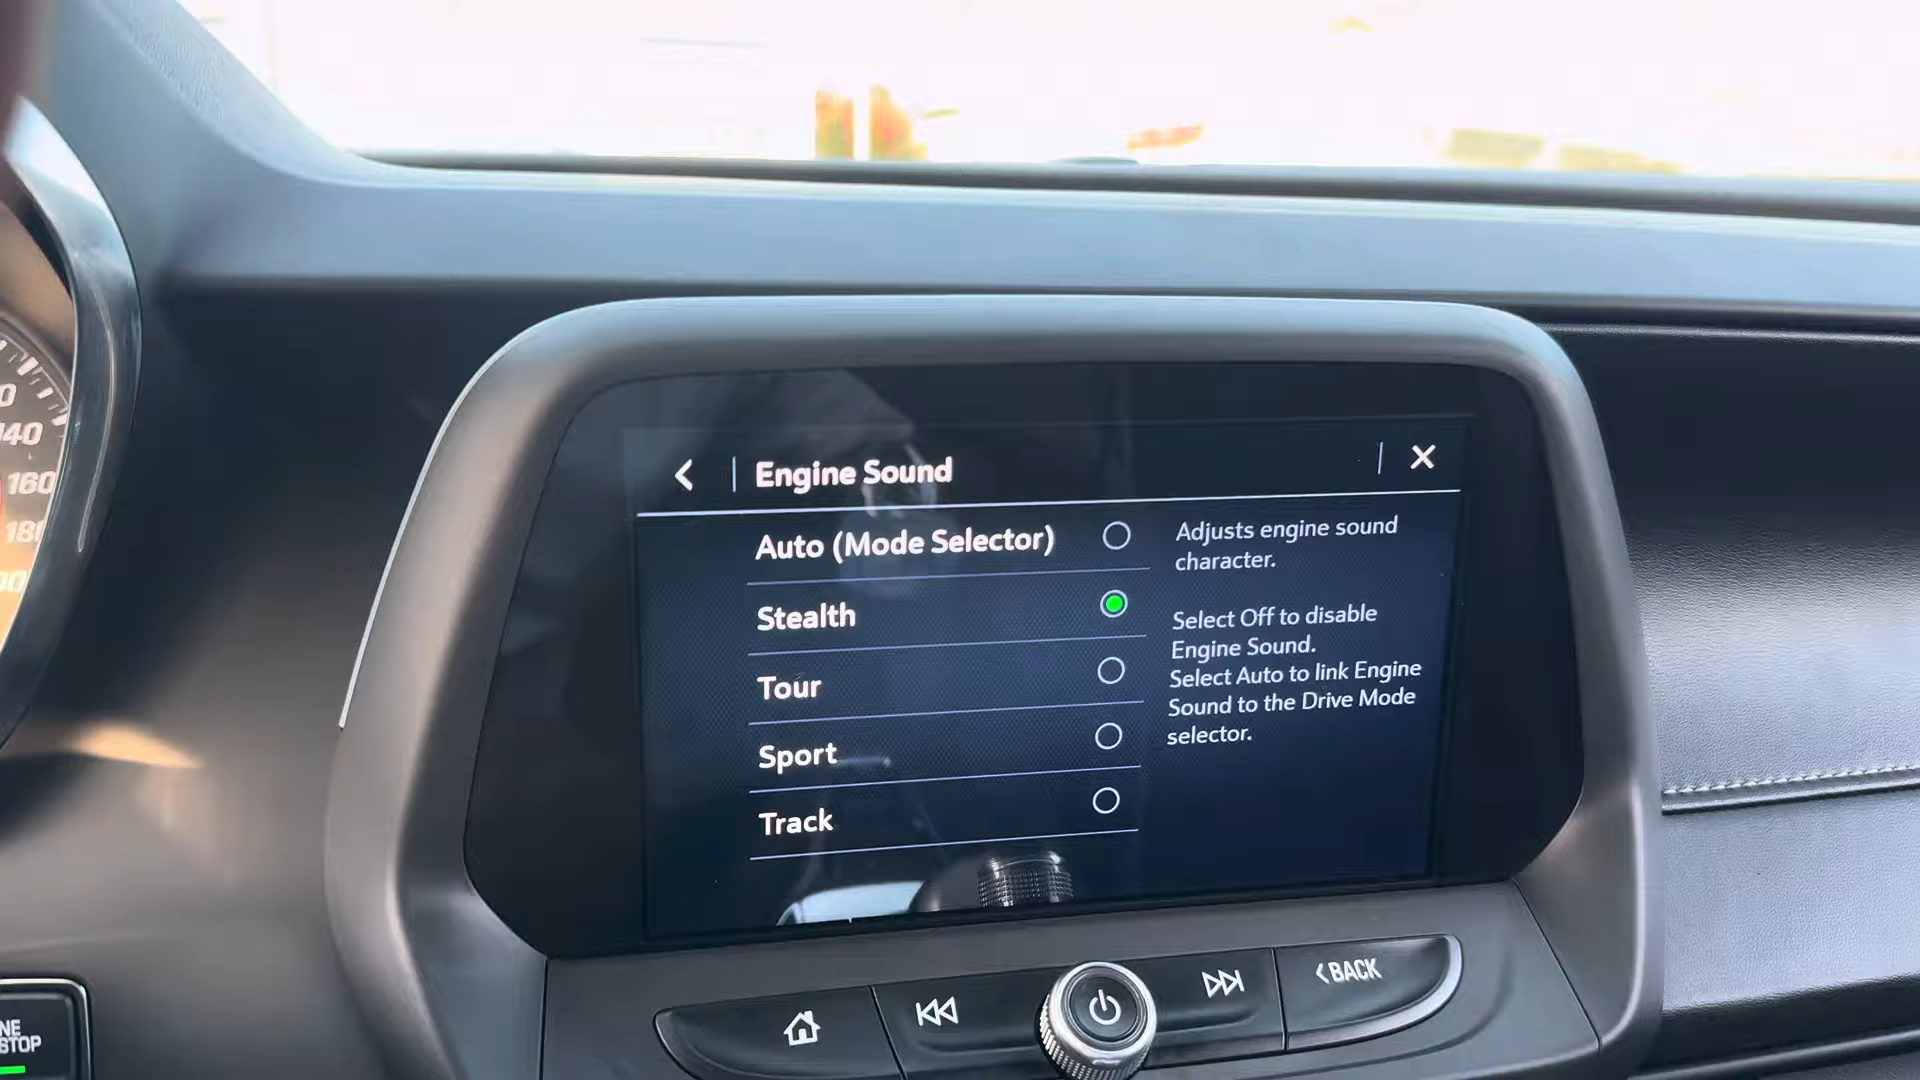 Engine Sound
Auto (Mode Selector)
Stealth
Tour
Sport
Track
Adjusts engine sound
character.
Select Off to disable
Engine Sound.
Select Auto to link Engine
Sound to the Drive Mode
selector.
BACK
140
160
STOP